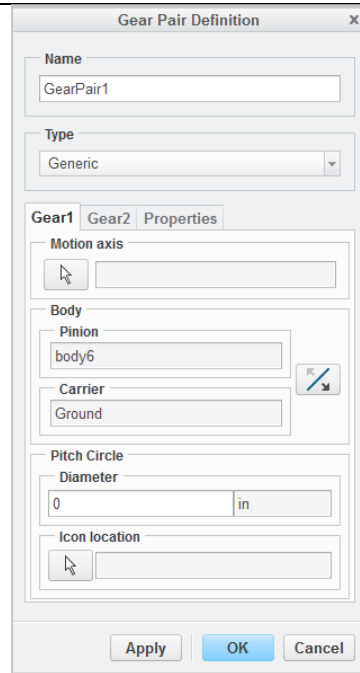 Gear Pair Definition x
Name
GearPair1
Type
Generic
Gear1 Gear2 Properties
Motion axis
Body
Pinion
body6
Carrier
Ground
Pitch Circle
Diameter
0 in
Icon location
Apply OK Cancel